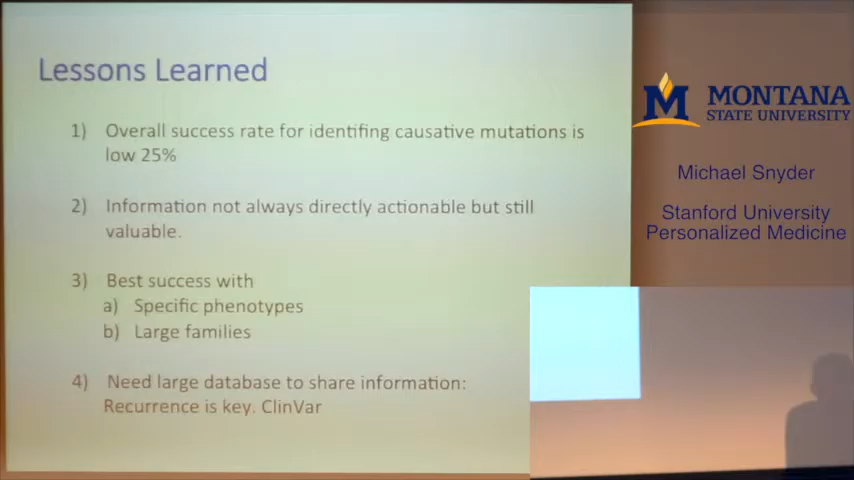 Lessons Learned
1) Overall success rate for identifing causative mutations is
low 25%
2) Information not always directly actionable but still
valuable.
3) Best success with
a) Specific phenotypes
b) Large families
4) Need large database to share information:
Recurrence is key. ClinVar
M MONTANA
STATE UNIVERSITY
Michael Snyder
Stanford University
Personalized Medicine